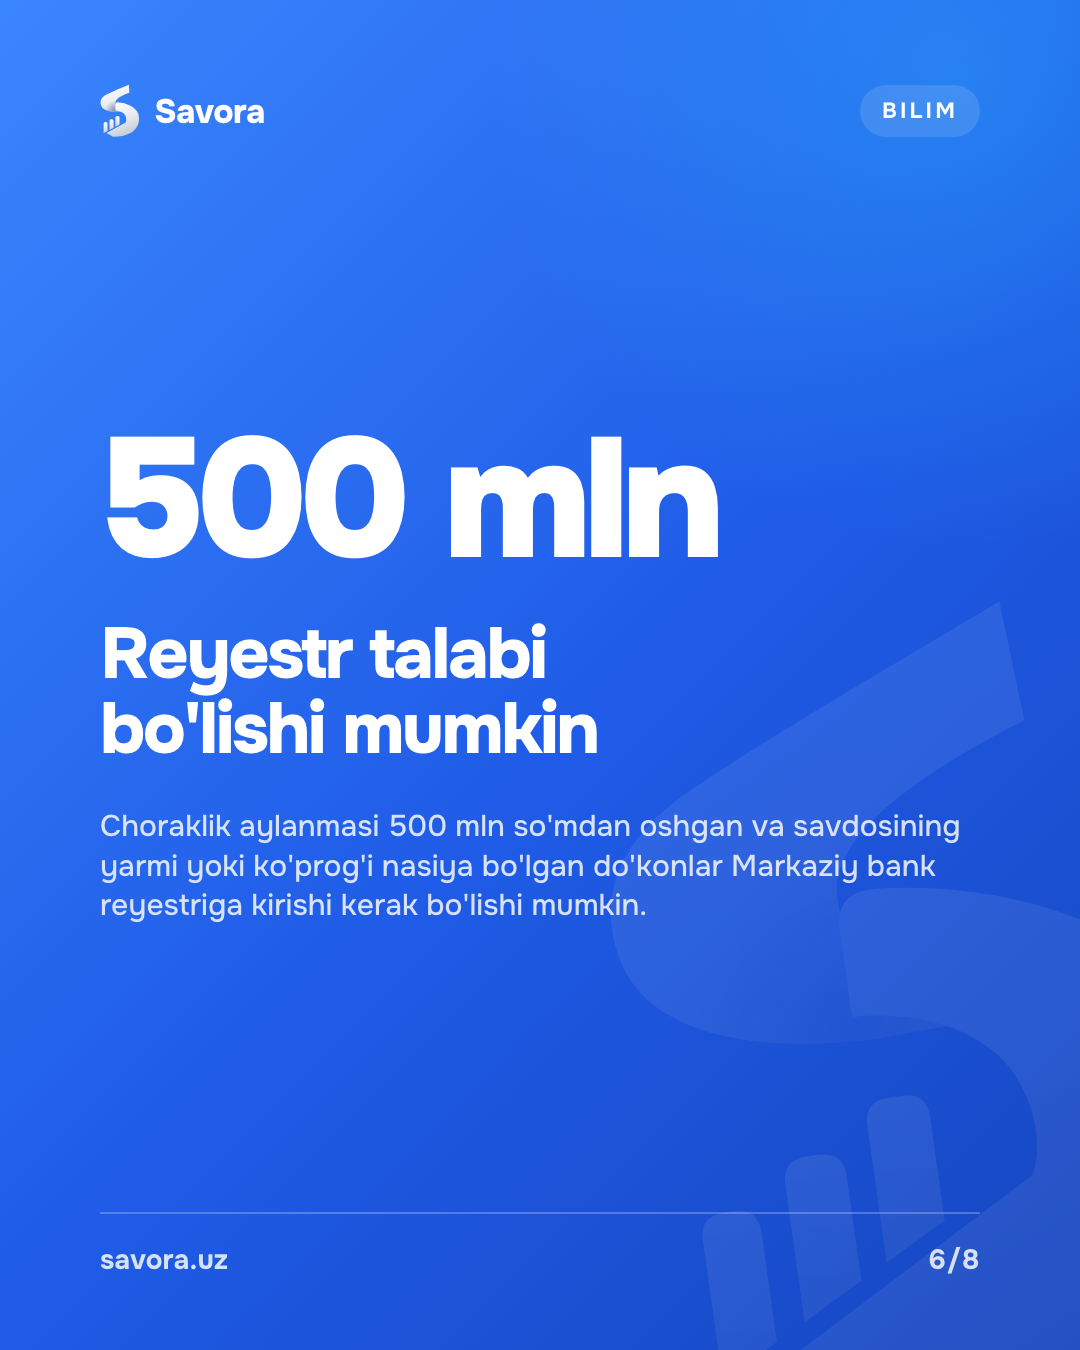 Savora
BILIM
500 mln
Reyestr talabi
bo'lishi mumkin
Choraklik aylanmasi 500 mln so'mdan oshgan va savdosining
yarmi yoki ko'prog'i nasiya bo'lgan do'konlar Markaziy bank
reyestriga kirishi kerak bo'lishi mumkin.
savora.uz
6/8